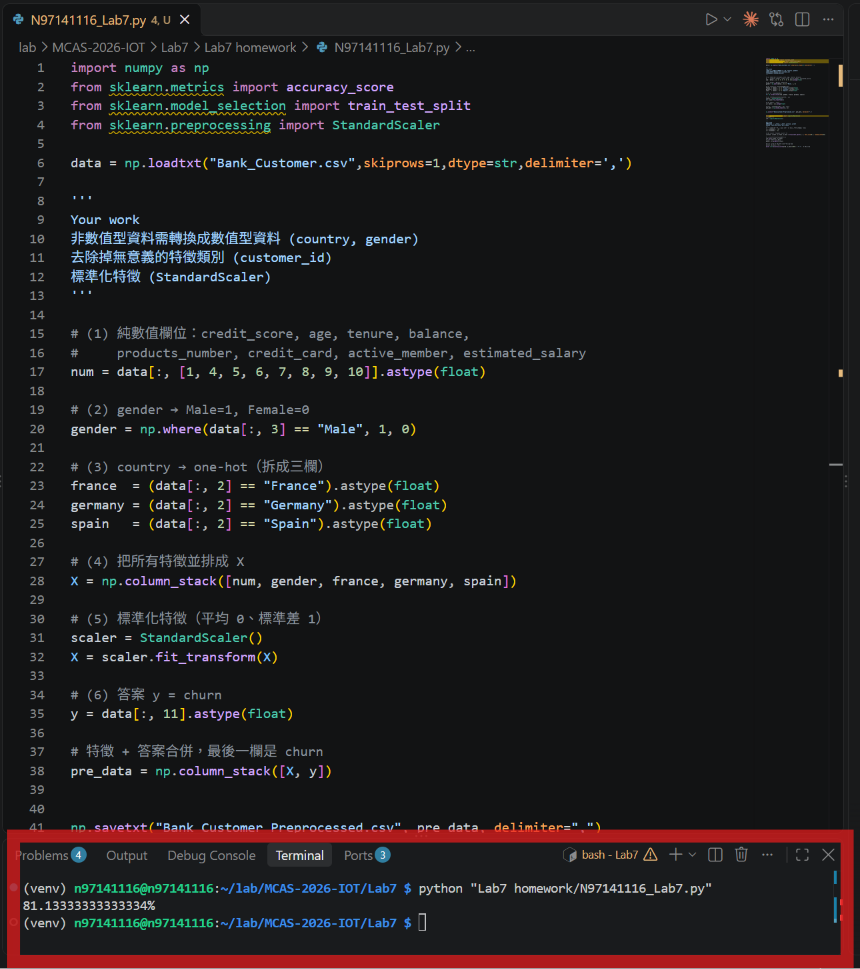 N97141116_Lab7.py 4, U
lab > MCAS-2026-IOT > Lab7 > Lab7 homework > N97141116_Lab7.py > ...
1 import numpy as np
2 from sklearn.metrics import accuracy_score
3 from sklearn.model_selection import train_test_split
4 from sklearn.preprocessing import StandardScaler
5
6 data = np.loadtxt("Bank_Customer.csv",skiprows=1,dtype=str,delimiter=',')
7
8 '''
9 Your work
10 非數值型資料需轉換成數值型資料 (country, gender)
11 去除掉無意義的特徵類別 (customer_id)
12 標準化特徵 (StandardScaler)
13 '''
14
15 # (1) 純數值欄位：credit_score, age, tenure, balance,
16 #     products_number, credit_card, active_member, estimated_salary
17 num = data[:, [1, 4, 5, 6, 7, 8, 9, 10]].astype(float)
18
19 # (2) gender → Male=1, Female=0
20 gender = np.where(data[:, 3] == "Male", 1, 0)
21
22 # (3) country → one-hot（拆成三欄）
23 france  = (data[:, 2] == "France").astype(float)
24 germany = (data[:, 2] == "Germany").astype(float)
25 spain   = (data[:, 2] == "Spain").astype(float)
26
27 # (4) 把所有特徵並排成 X
28 X = np.column_stack([num, gender, france, germany, spain])
29
30 # (5) 標準化特徵（平均 0、標準差 1）
31 scaler = StandardScaler()
32 X = scaler.fit_transform(X)
33
34 # (6) 答案 y = churn
35 y = data[:, 11].astype(float)
36
37 # 特徵 + 答案合併，最後一欄是 churn
38 pre_data = np.column_stack([X, y])
39
40
41 np.savetxt("Bank_Customer_Preprocessed.csv", pre_data, delimiter=",")
Problems 4 Output Debug Console Terminal Ports 3 bash - Lab7
(venv) n97141116@n97141116:~/lab/MCAS-2026-IOT/Lab7 $ python "Lab7 homework/N97141116_Lab7.py"
81.13333333333334%
(venv) n97141116@n97141116:~/lab/MCAS-2026-IOT/Lab7 $